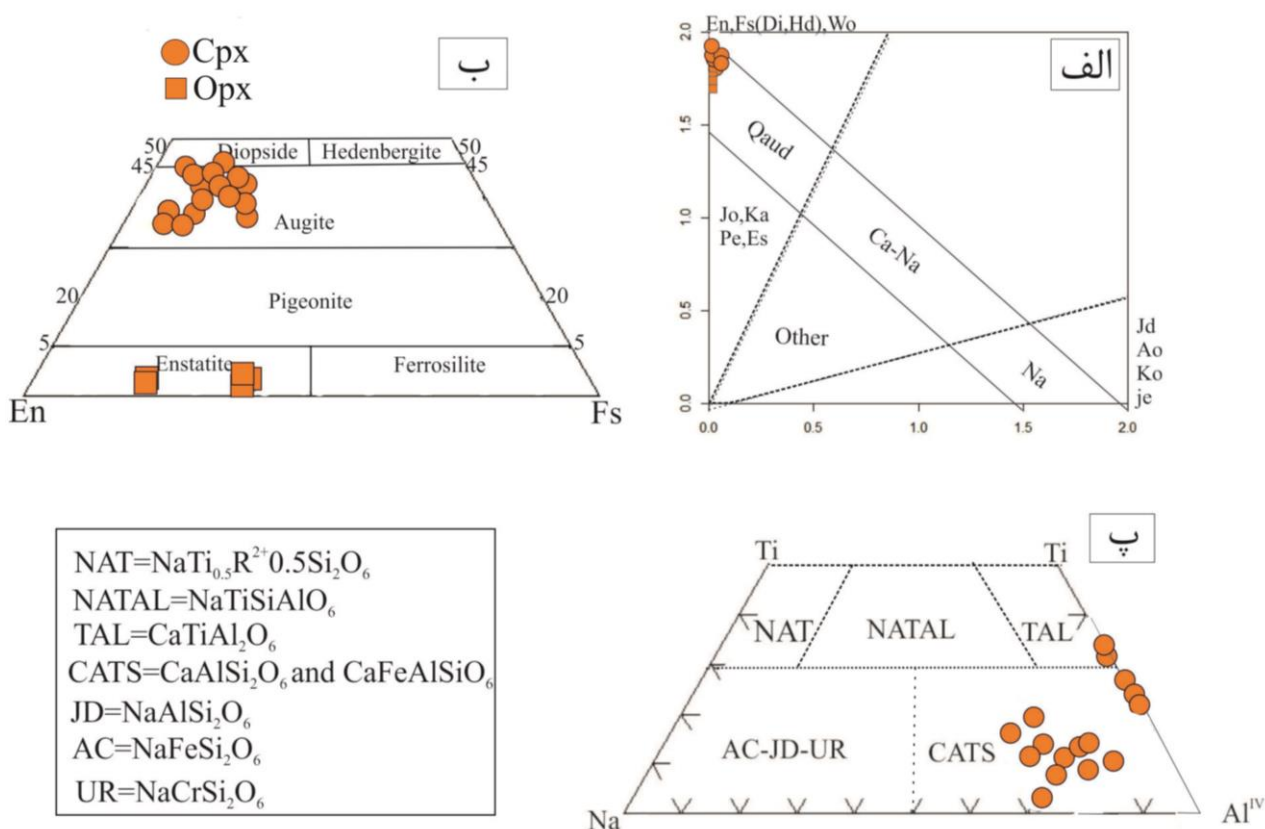 ب
Cpx
Opx
50
50
45
45
Diopside
Hedenbergite
Augite
20
Pigeonite
20
5
5
Enstatite
Ferrosilite
En
Fs
الف
En,Fs(Di,Hd),Wo
2.0
1.5
1.0
0.5
0.0
Qaud
Jo,Ka
Pe,Es
Ca-Na
Other
Na
Jd
Ao
Ko
je
0.0 0.5 1.0 1.5 2.0
NAT=NaTi₀.₅R²⁺0.5Si₂O₆
NATAL=NaTiSiAlO₆
TAL=CaTiAl₂O₆
CATS=CaAlSi₂O₆ and CaFeAlSiO₆
JD=NaAlSi₂O₆
AC=NaFeSi₂O₆
UR=NaCrSi₂O₆
پ
Ti
Ti
NAT
NATAL
TAL
AC-JD-UR
CATS
Na
Al^IV